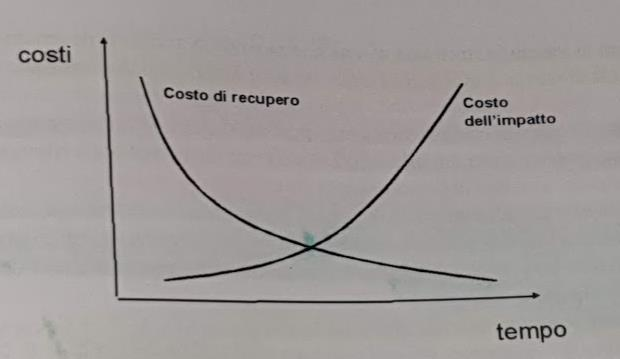 costi
Costo di recupero
Costo
dell'impatto
tempo